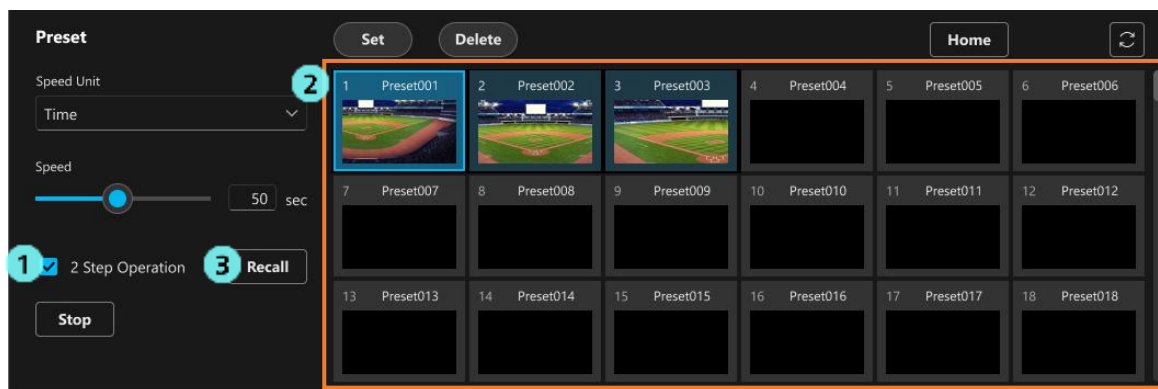 Preset
Set
Delete
Home
Speed Unit
Time
Speed
50 sec
1
2 Step Operation
3
Recall
Stop
2
1 Preset001
2 Preset002
3 Preset003
4 Preset004
5 Preset005
6 Preset006
7 Preset007
8 Preset008
9 Preset009
10 Preset010
11 Preset011
12 Preset012
13 Preset013
14 Preset014
15 Preset015
16 Preset016
17 Preset017
18 Preset018